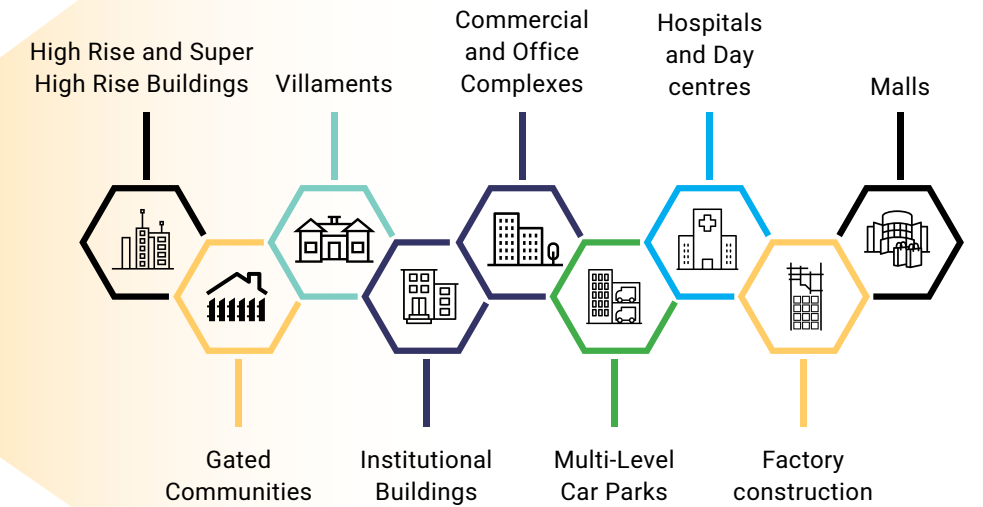 High Rise and Super
High Rise Buildings
Villaments
Commercial
and Office
Complexes
Hospitals
and Day
centres
Malls
Gated
Communities
Institutional
Buildings
Multi-Level
Car Parks
Factory
construction